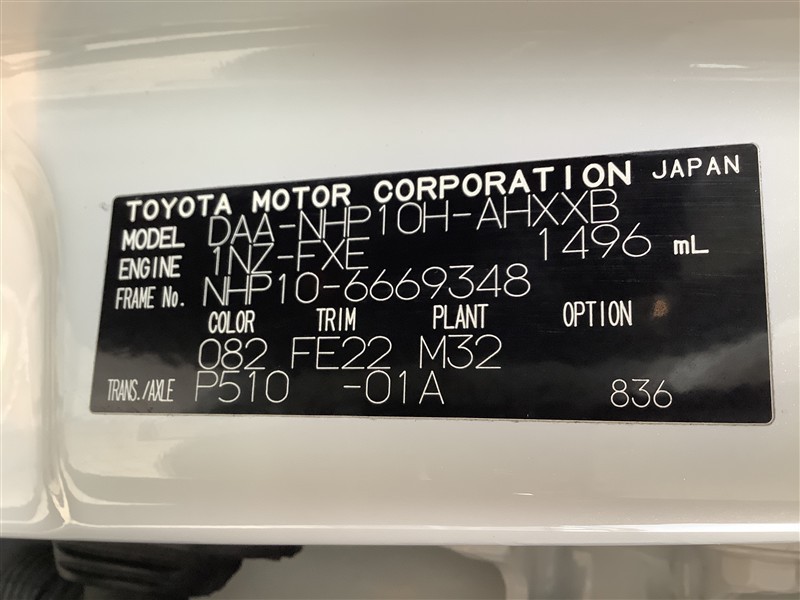 TOYOTA MOTOR CORPORATION JAPAN
MODEL DAA-NHP10H-AHXXB
ENGINE 1NZ-FXE 1496 mL
FRAME No. NHP10-6669348
COLOR TRIM PLANT OPTION
082 FE22 M32
TRANS./AXLE P510 -01A 836